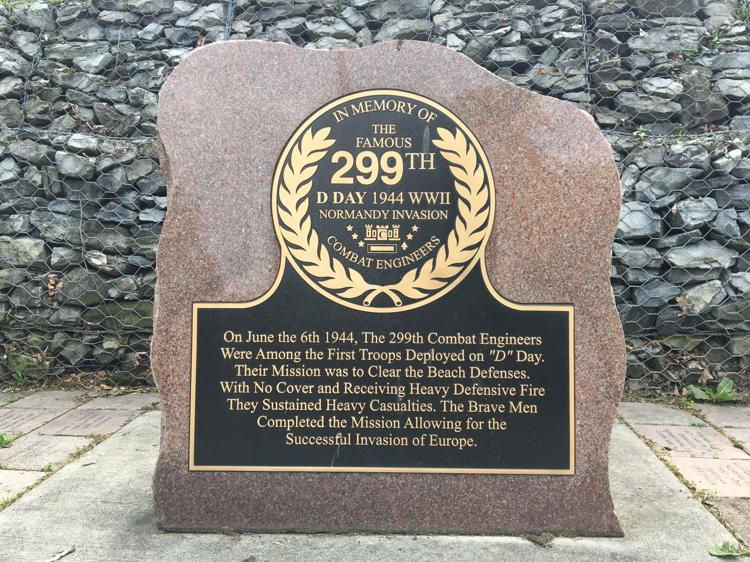 IN MEMORY OF
THE
FAMOUS
299TH
D DAY 1944 WWII
NORMANDY INVASION
C
COMBAT ENGINEERS
On June the 6th 1944, The 299th Combat Engineers
Were Among the First Troops Deployed on "D" Day.
Their Mission was to Clear the Beach Defenses.
With No Cover and Receiving Heavy Defensive Fire
They Sustained Heavy Casualties. The Brave Men
Completed the Mission Allowing for the
Successful Invasion of Europe.